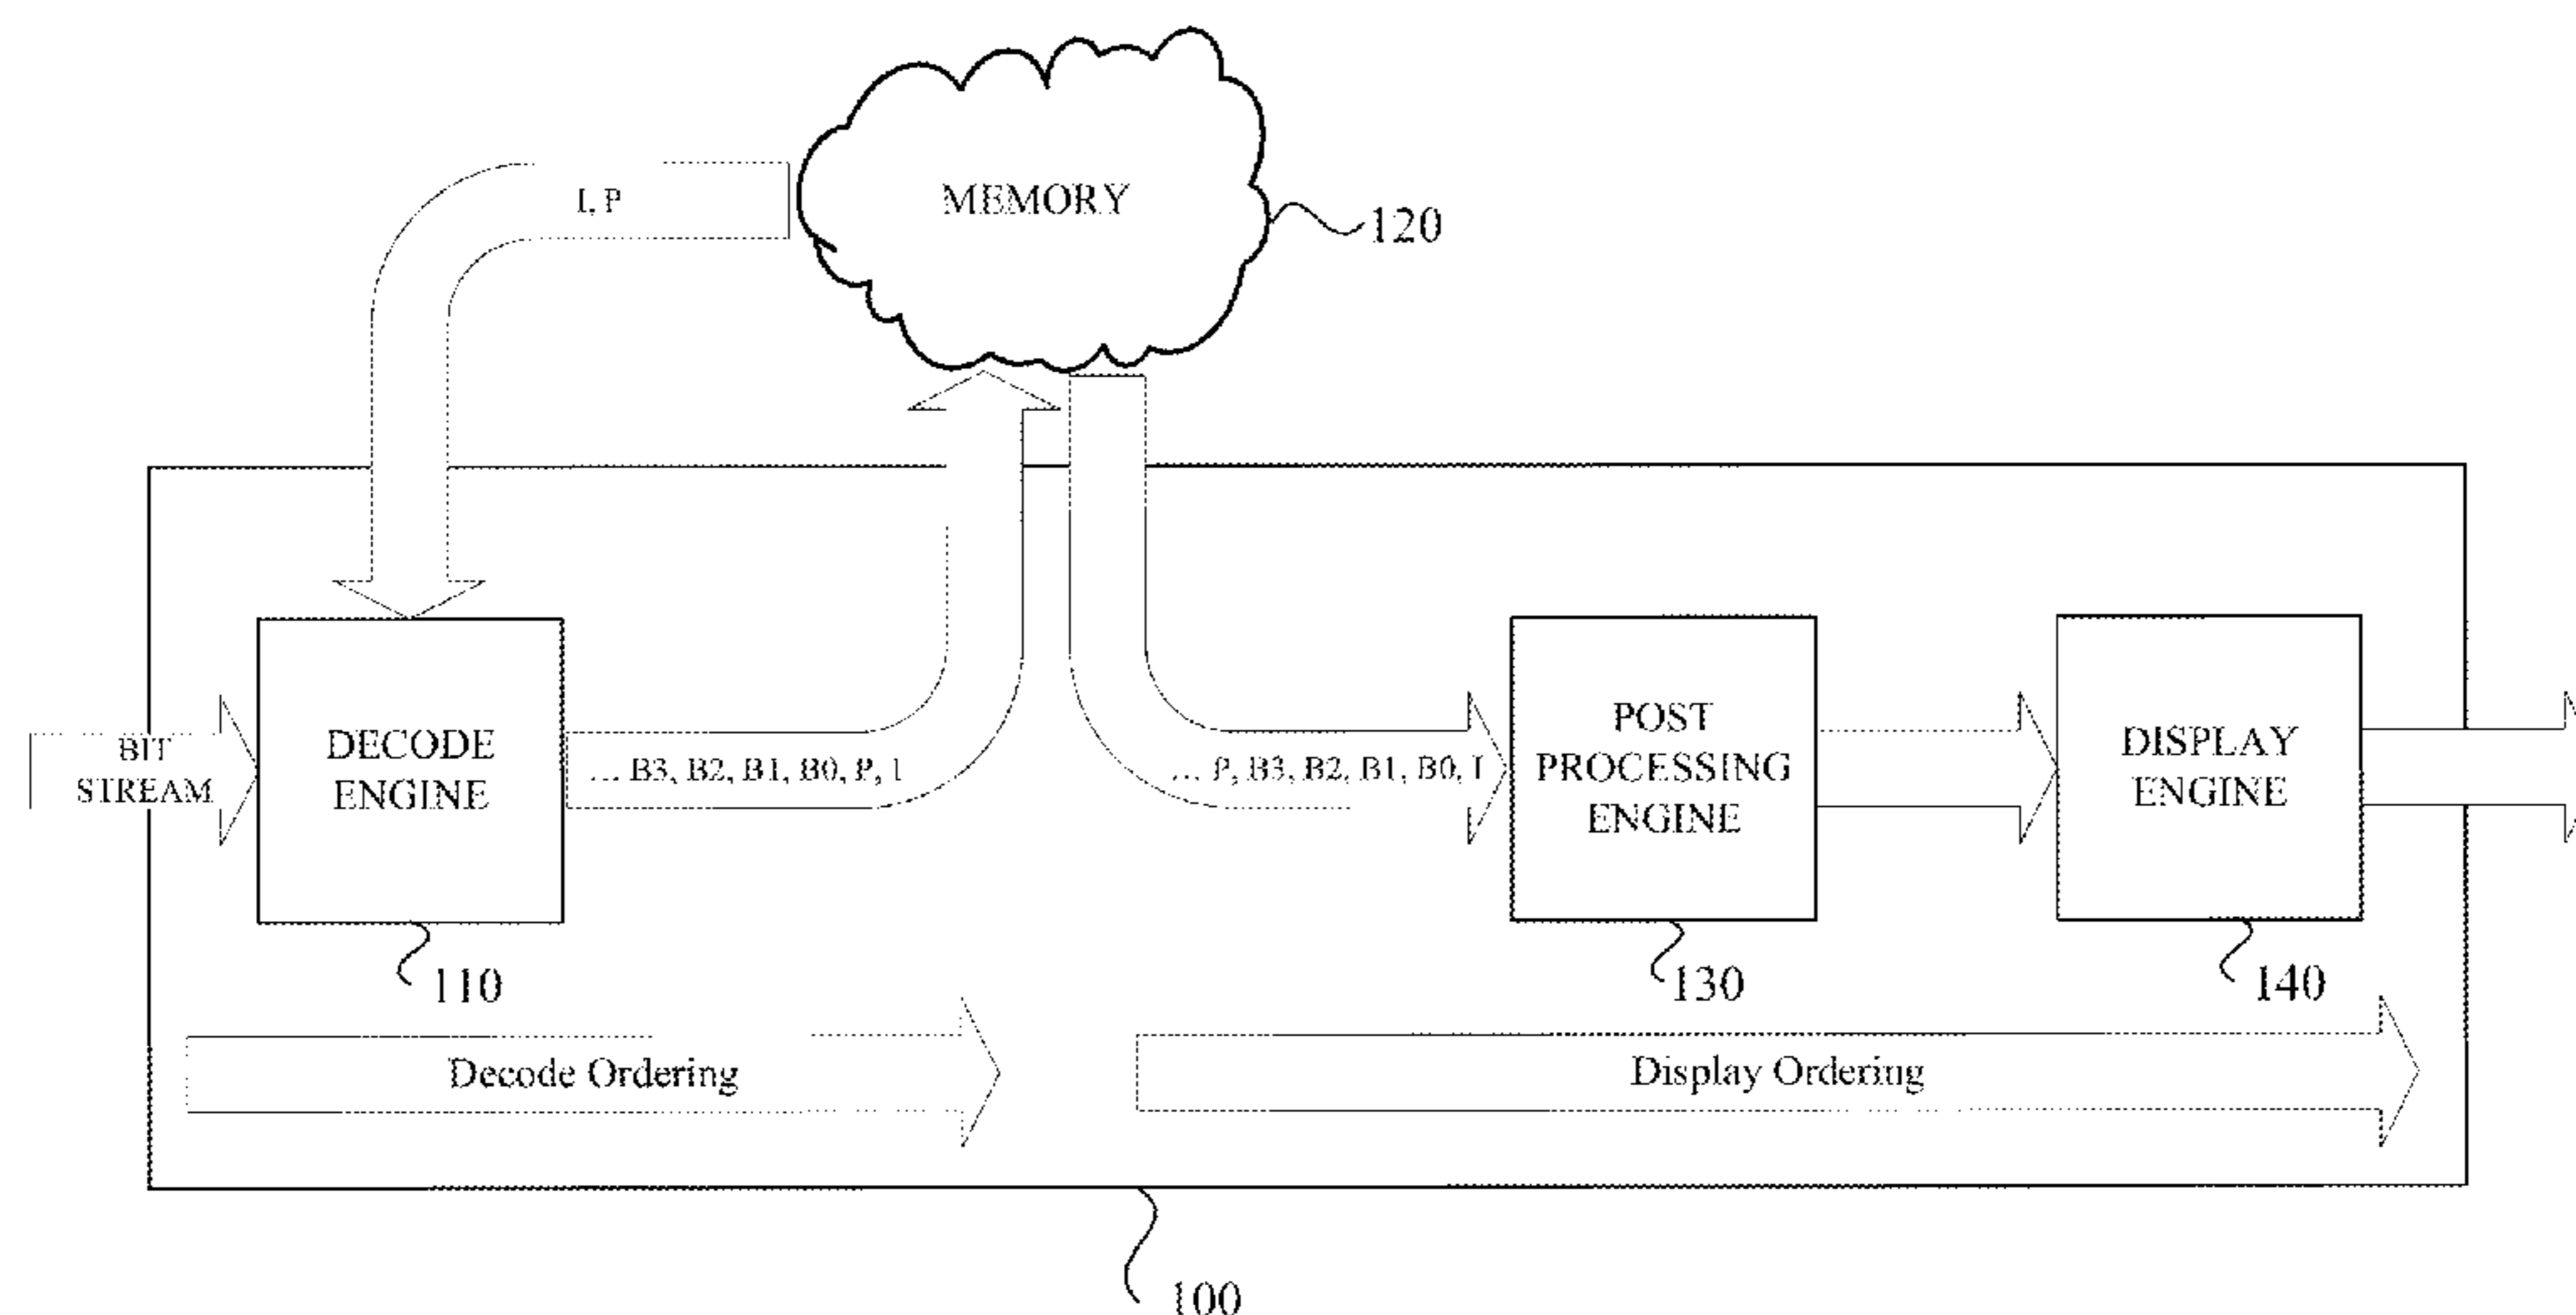 MEMORY
120
I, P
BIT
STREAM
DECODE
ENGINE
... B3, B2, B1, B0, P, I
... P, B3, B2, B1, B0, I
POST
PROCESSING
ENGINE
DISPLAY
ENGINE
110
130
140
Decode Ordering
Display Ordering
100